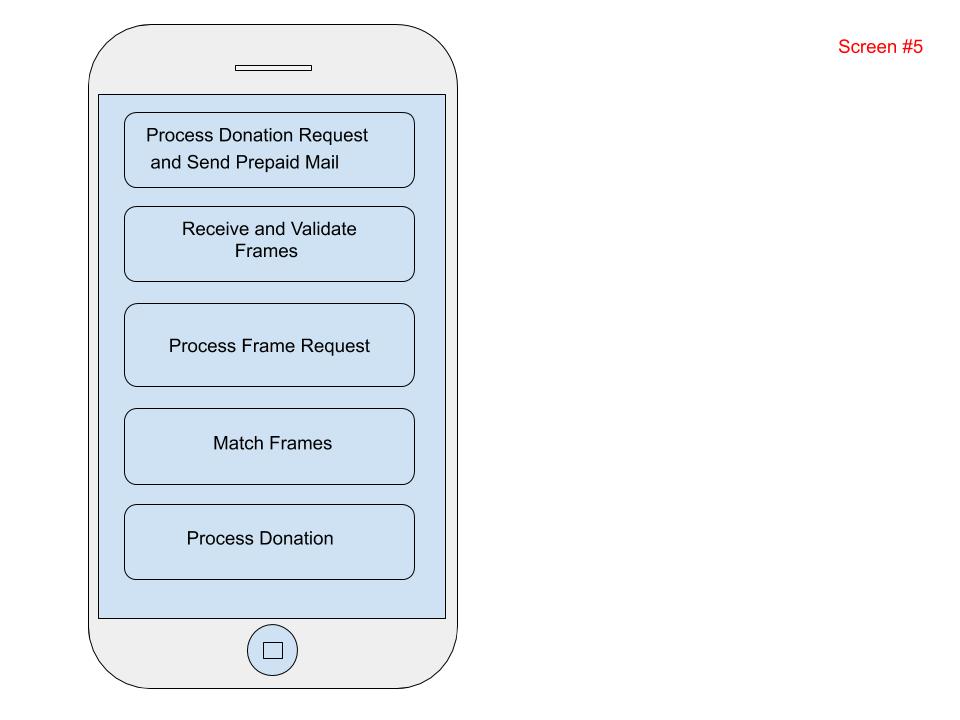 Screen #5
Process Donation Request
and Send Prepaid Mail
Receive and Validate
Frames
Process Frame Request
Match Frames
Process Donation